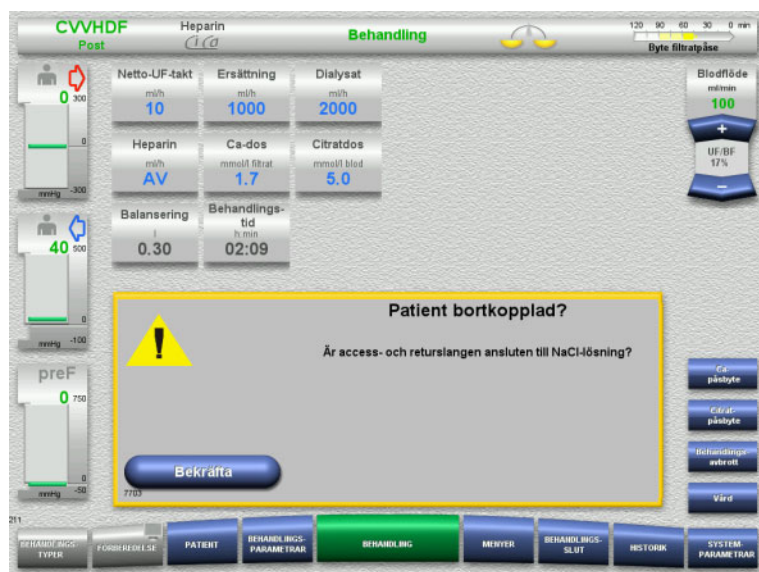 CVVHDF
Post
Heparin
Ci Ca
Behandling
120 90 60 30 0 min
Byte filtratpåse
0
300
0
mmHg -300
40
500
0
mmHg -100
preF
0
750
0
mmHg -50
211
Netto-UF-takt
ml/h
10
Ersättning
ml/h
1000
Dialysat
ml/h
2000
Heparin
ml/h
AV
Ca-dos
mmol/l filtrat
1.7
Citratdos
mmol/l blod
5.0
Balansering
l
0.30
Behandlings-
tid
h:min
02:09
Blodflöde
ml/min
100
+
UF/BF
17%
−
Patient bortkopplad?
Är access- och returslangen ansluten till NaCl-lösning?
Bekräfta
7703
Ca-
påsbyte
Citrat-
påsbyte
Behandlings-
avbrott
Vård
BEHANDLINGS-
TYPER
FÖRBEREDELSE
PATIENT
BEHANDLINGS-
PARAMETRAR
BEHANDLING
MENYER
BEHANDLINGS-
SLUT
HISTORIK
SYSTEM-
PARAMETRAR